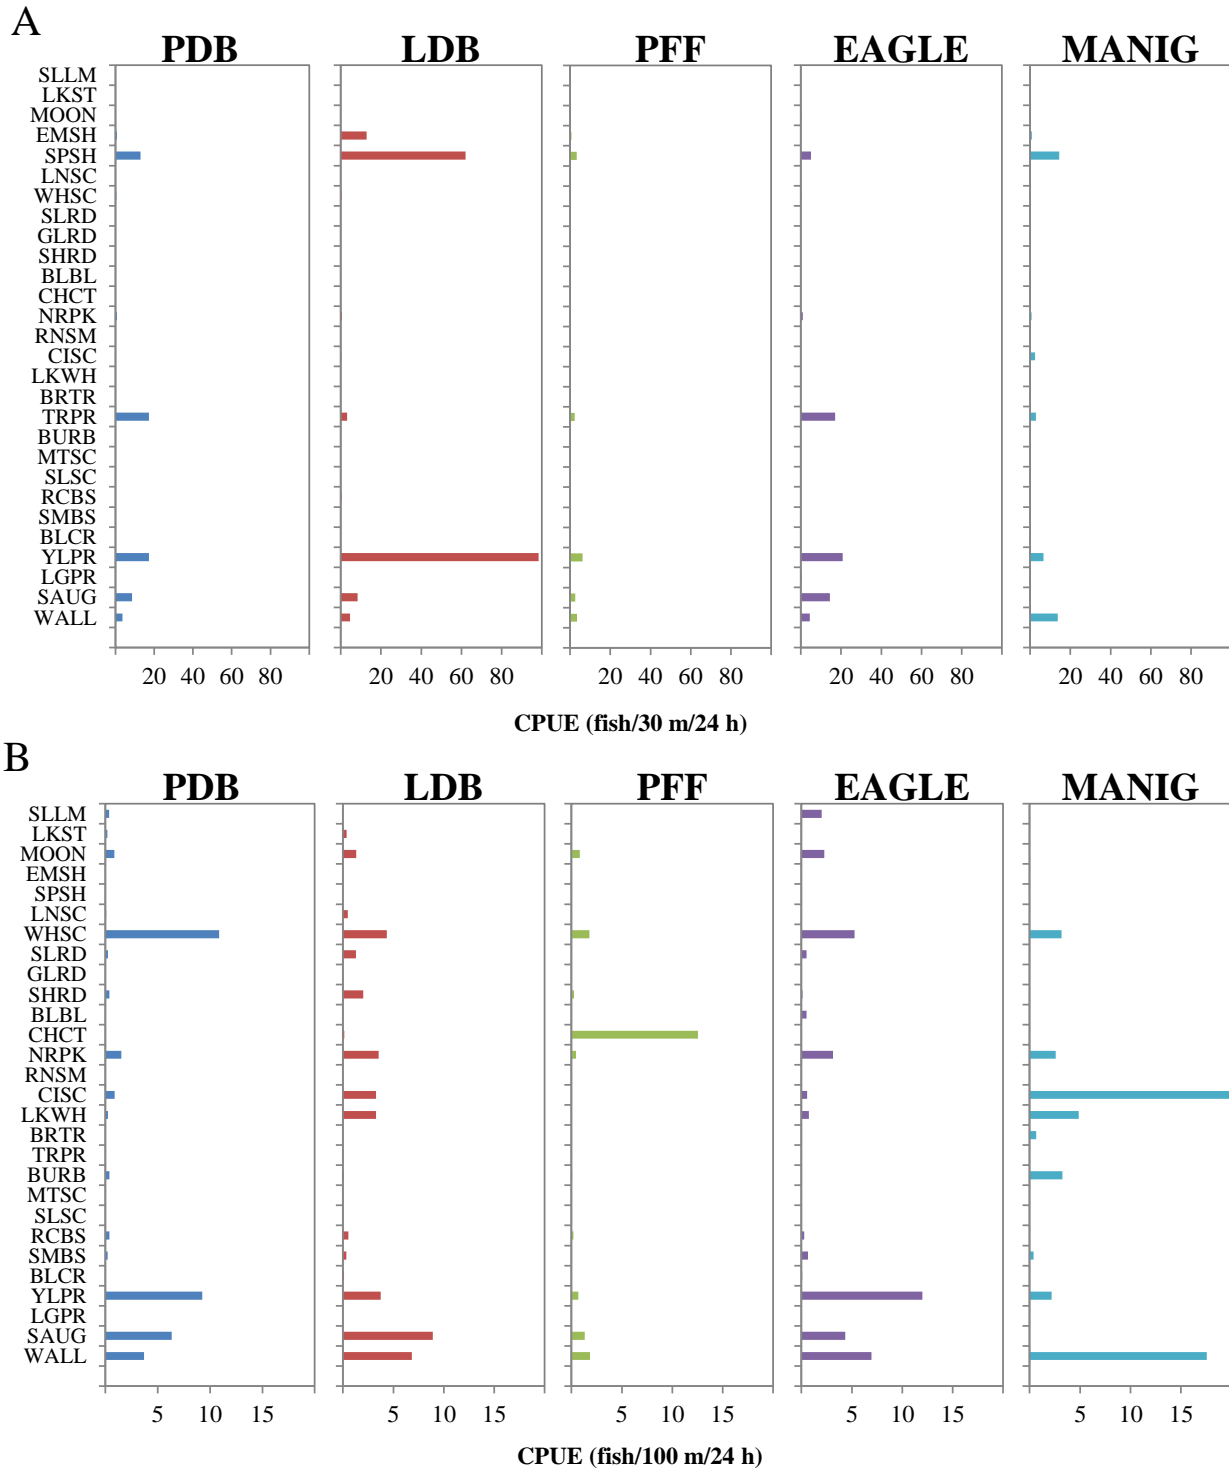 A
PDB LDB PFF EAGLE MANIG
SLLM
LKST
MOON
EMSH
SPSH
LNSC
WHSC
SLRD
GLRD
SHRD
BLBL
CHCT
NRPK
RNSM
CISC
LKWH
BRTR
TRPR
BURB
MTSC
SLSC
RCBS
SMBS
BLCR
YLPR
LGPR
SAUG
WALL
20 40 60 80 20 40 60 80 20 40 60 80 20 40 60 80 20 40 60 80
CPUE (fish/30 m/24 h)
B
PDB LDB PFF EAGLE MANIG
SLLM
LKST
MOON
EMSH
SPSH
LNSC
WHSC
SLRD
GLRD
SHRD
BLBL
CHCT
NRPK
RNSM
CISC
LKWH
BRTR
TRPR
BURB
MTSC
SLSC
RCBS
SMBS
BLCR
YLPR
LGPR
SAUG
WALL
5 10 15 5 10 15 5 10 15 5 10 15 5 10 15
CPUE (fish/100 m/24 h)